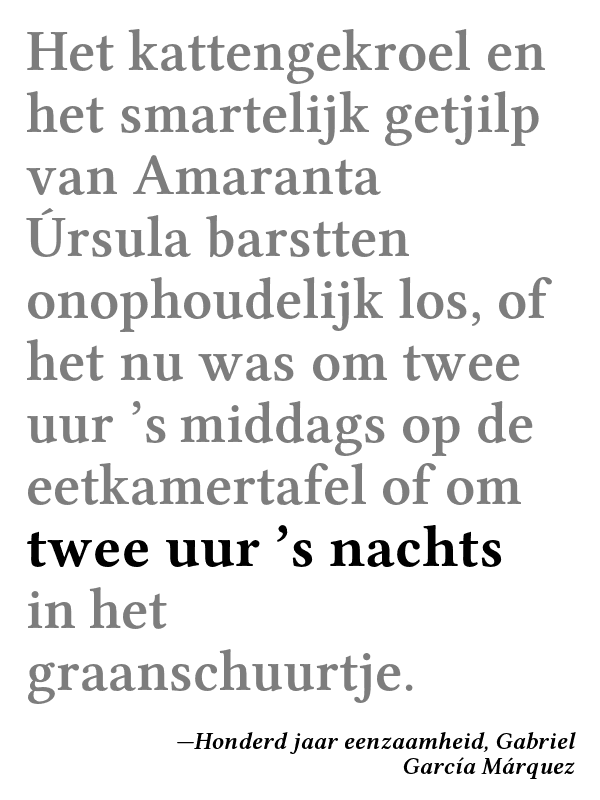 Het kattengekroel en
het smartelijk getjilp
van Amaranta
Úrsula barstten
onophoudelijk los, of
het nu was om twee
uur ’s middags op de
eetkamertafel of om
twee uur ’s nachts
in het
graanschuurtje.
—Honderd jaar eenzaamheid, Gabriel
García Márquez